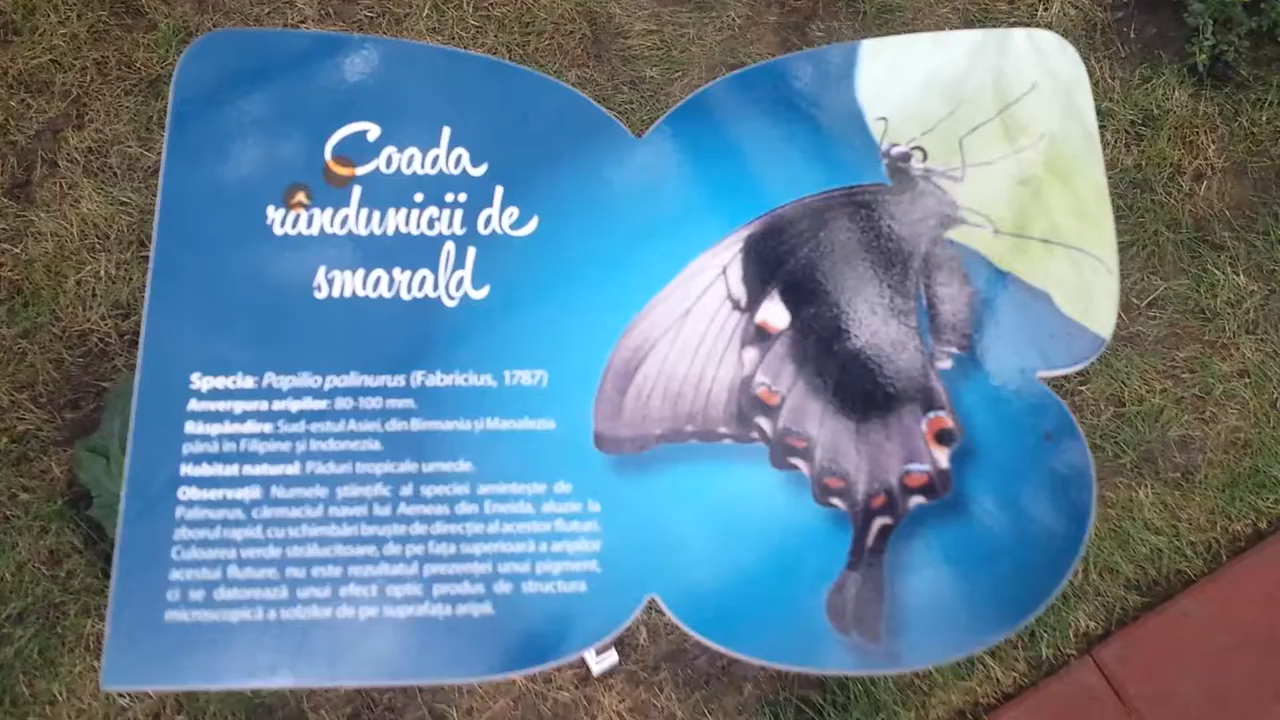 Coada
rândunicii de
smarald
Specia: Papilio palinurus (Fabricius, 1787)
Anvergura aripilor: 80-100 mm.
Răspândire: Sud-estul Asiei, din Birmania și Manalezia
până în Filipine și Indonezia.
Habitat natural: Păduri tropicale umede.
Observații: Numele științific al speciei amintește de
Palinurus, cârmaciul navei lui Aeneas din Eneida, aluzie la
zborul rapid, cu schimbări bruște de direcție al acestor fluturi.
Culoarea verde strălucitoare, de pe fața superioară a aripilor
acestui fluture, nu este rezultatul prezenței unui pigment,
ci se datorează unui efect optic produs de structura
microscopică a solzilor de pe suprafața aripii.